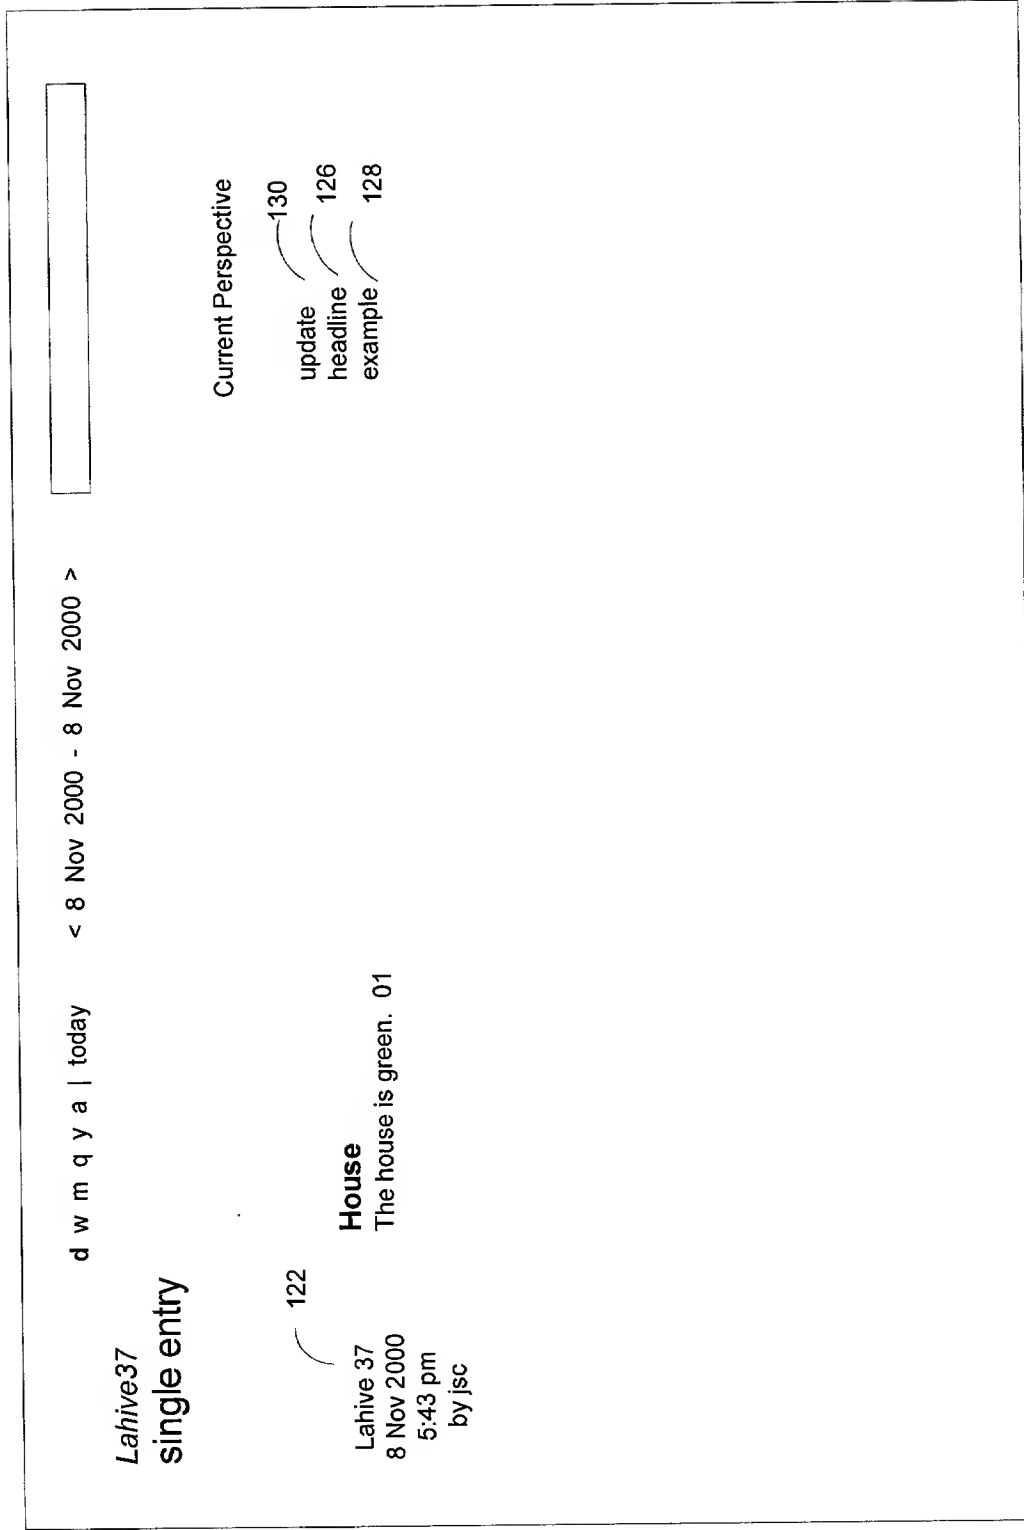 d w m q y a | today < 8 Nov 2000 - 8 Nov 2000 >
Lahive37
single entry
Current Perspective
122
130
update
126
headline
128
example
Lahive 37
8 Nov 2000
5:43 pm
by jsc
House
The house is green. 01